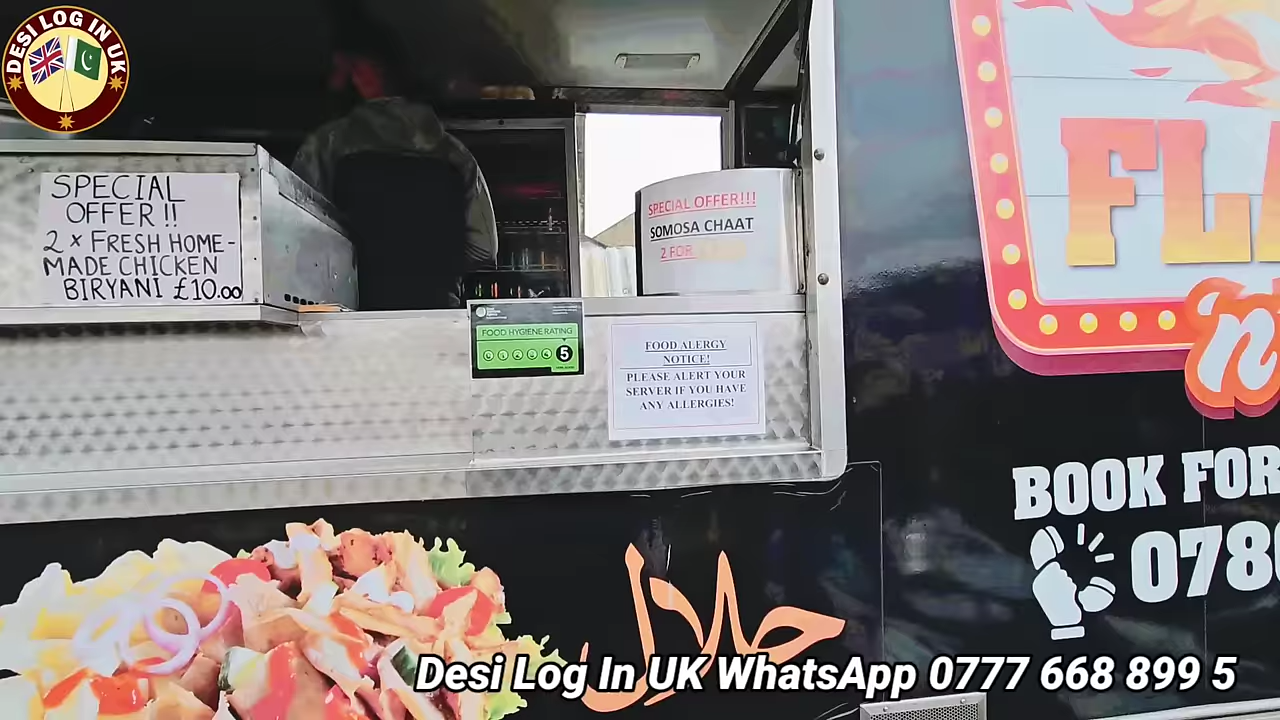 DESI LOG IN UK
SPECIAL
OFFER !!
2 x FRESH HOME-
MADE CHICKEN
BIRYANI £10.00
SPECIAL OFFER!!!
SOMOSA CHAAT
2 FOR
FOOD HYGIENE RATING
5
FOOD ALERGY
NOTICE!
PLEASE ALERT YOUR
SERVER IF YOU HAVE
ANY ALLERGIES!
FLA
'n
BOOK FOR
078
حلال
Desi Log In UK WhatsApp 0777 668 899 5